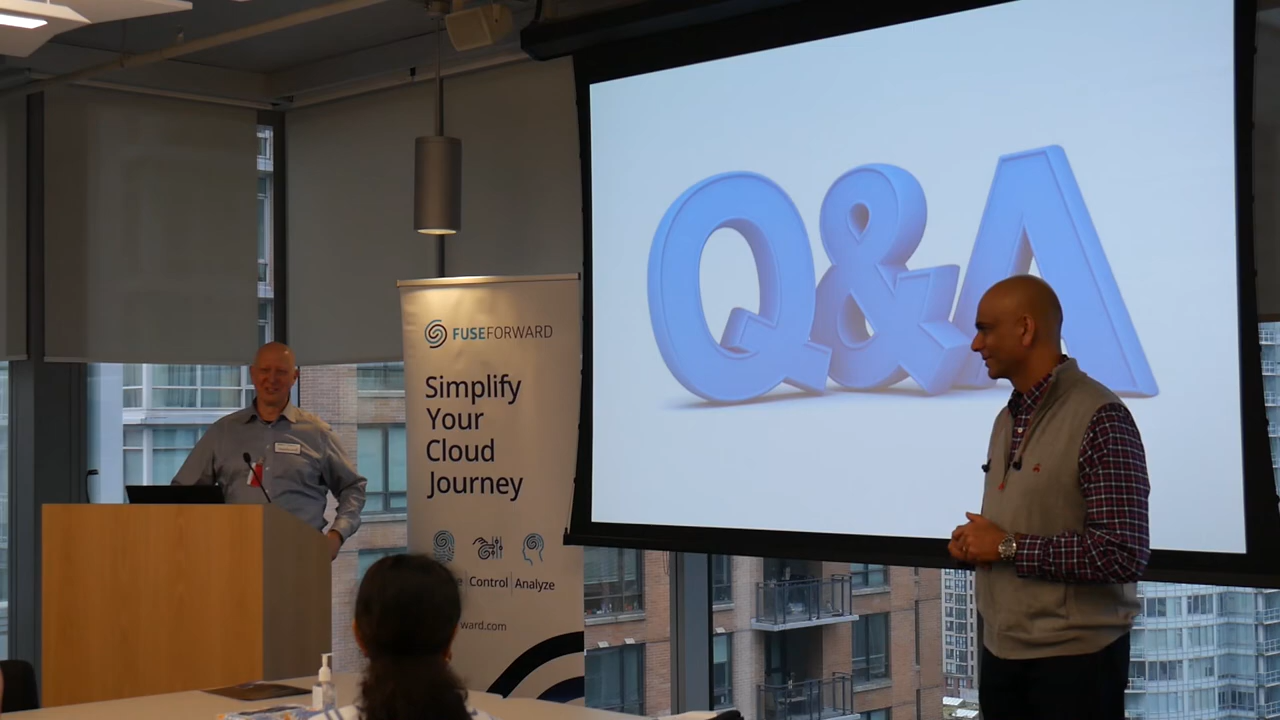 Q&A
FUSEFORWARD
Simplify
Your
Cloud
Journey
Control Analyze